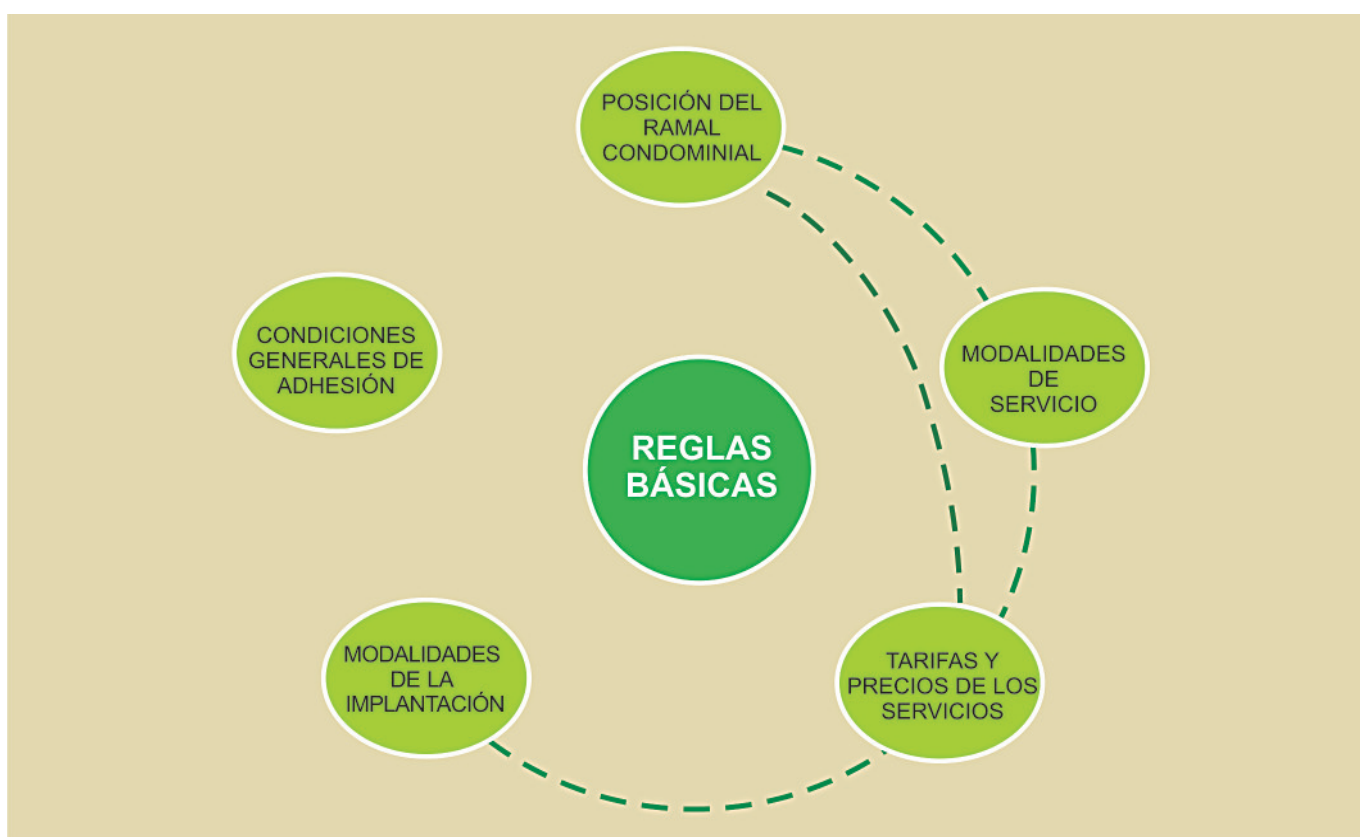 POSICIÓN DEL
RAMAL
CONDOMINIAL
CONDICIONES
GENERALES DE
ADHESIÓN
MODALIDADES
DE
SERVICIO
REGLAS
BÁSICAS
MODALIDADES
DE LA
IMPLANTACIÓN
TARIFAS Y
PRECIOS DE LOS
SERVICIOS